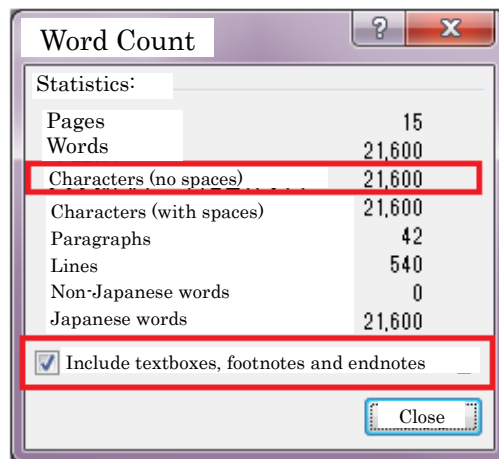 Word Count
Statistics:
Pages 15
Words 21,600
Characters (no spaces) 21,600
Characters (with spaces) 21,600
Paragraphs 42
Lines 540
Non-Japanese words 0
Japanese words 21,600
Include textboxes, footnotes and endnotes
Close